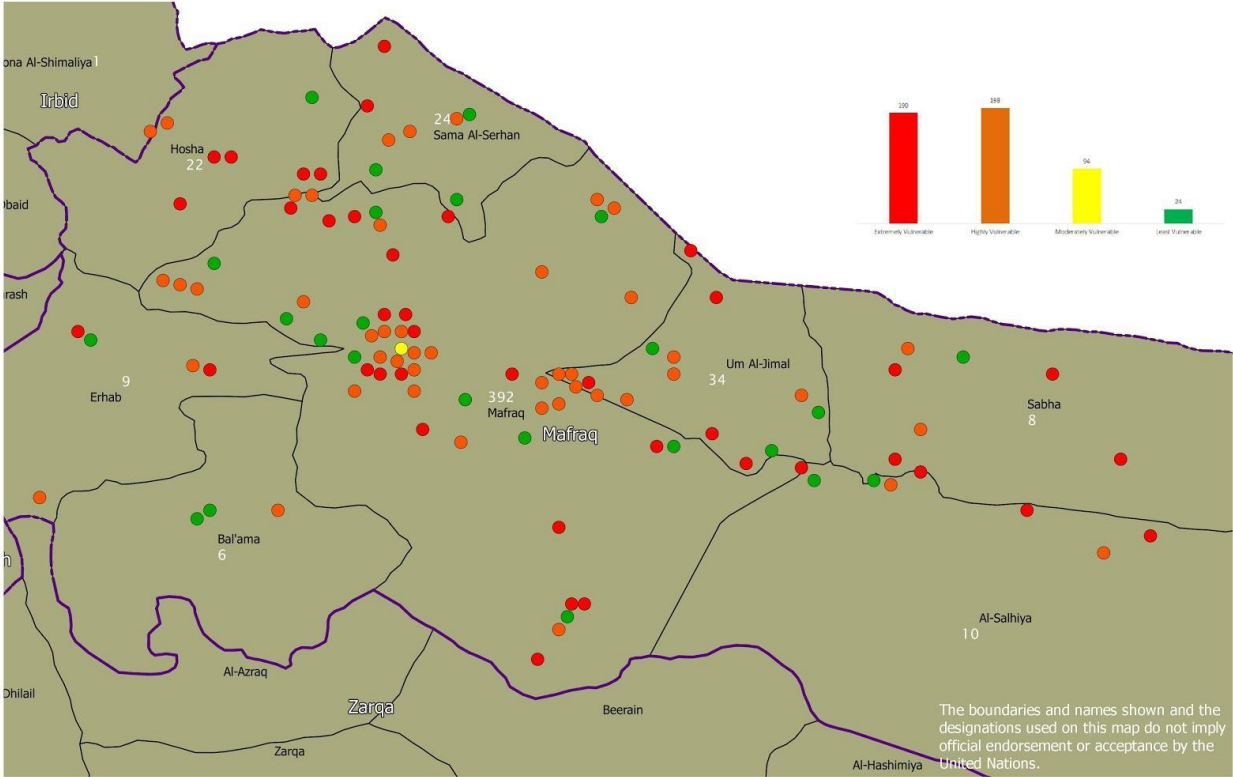 ona Al-Shimaliya 1
Irbid
24
Sama Al-Serhan
Hosha
22
190
198
94
24
Extremely Vulnerable
Highly Vulnerable
Moderately Vulnerable
Least Vulnerable
Obaid
rash
Um Al-Jimal
34
9
Erhab
392
Mafraq
Mafraq
Sabha
8
Bal'ama
6
h
Al-Salhiya
10
Al-Azraq
Dhilail
Zarqa
Beerain
Zarqa
Al-Hashimiya
The boundaries and names shown and the
designations used on this map do not imply
official endorsement or acceptance by the
United Nations.